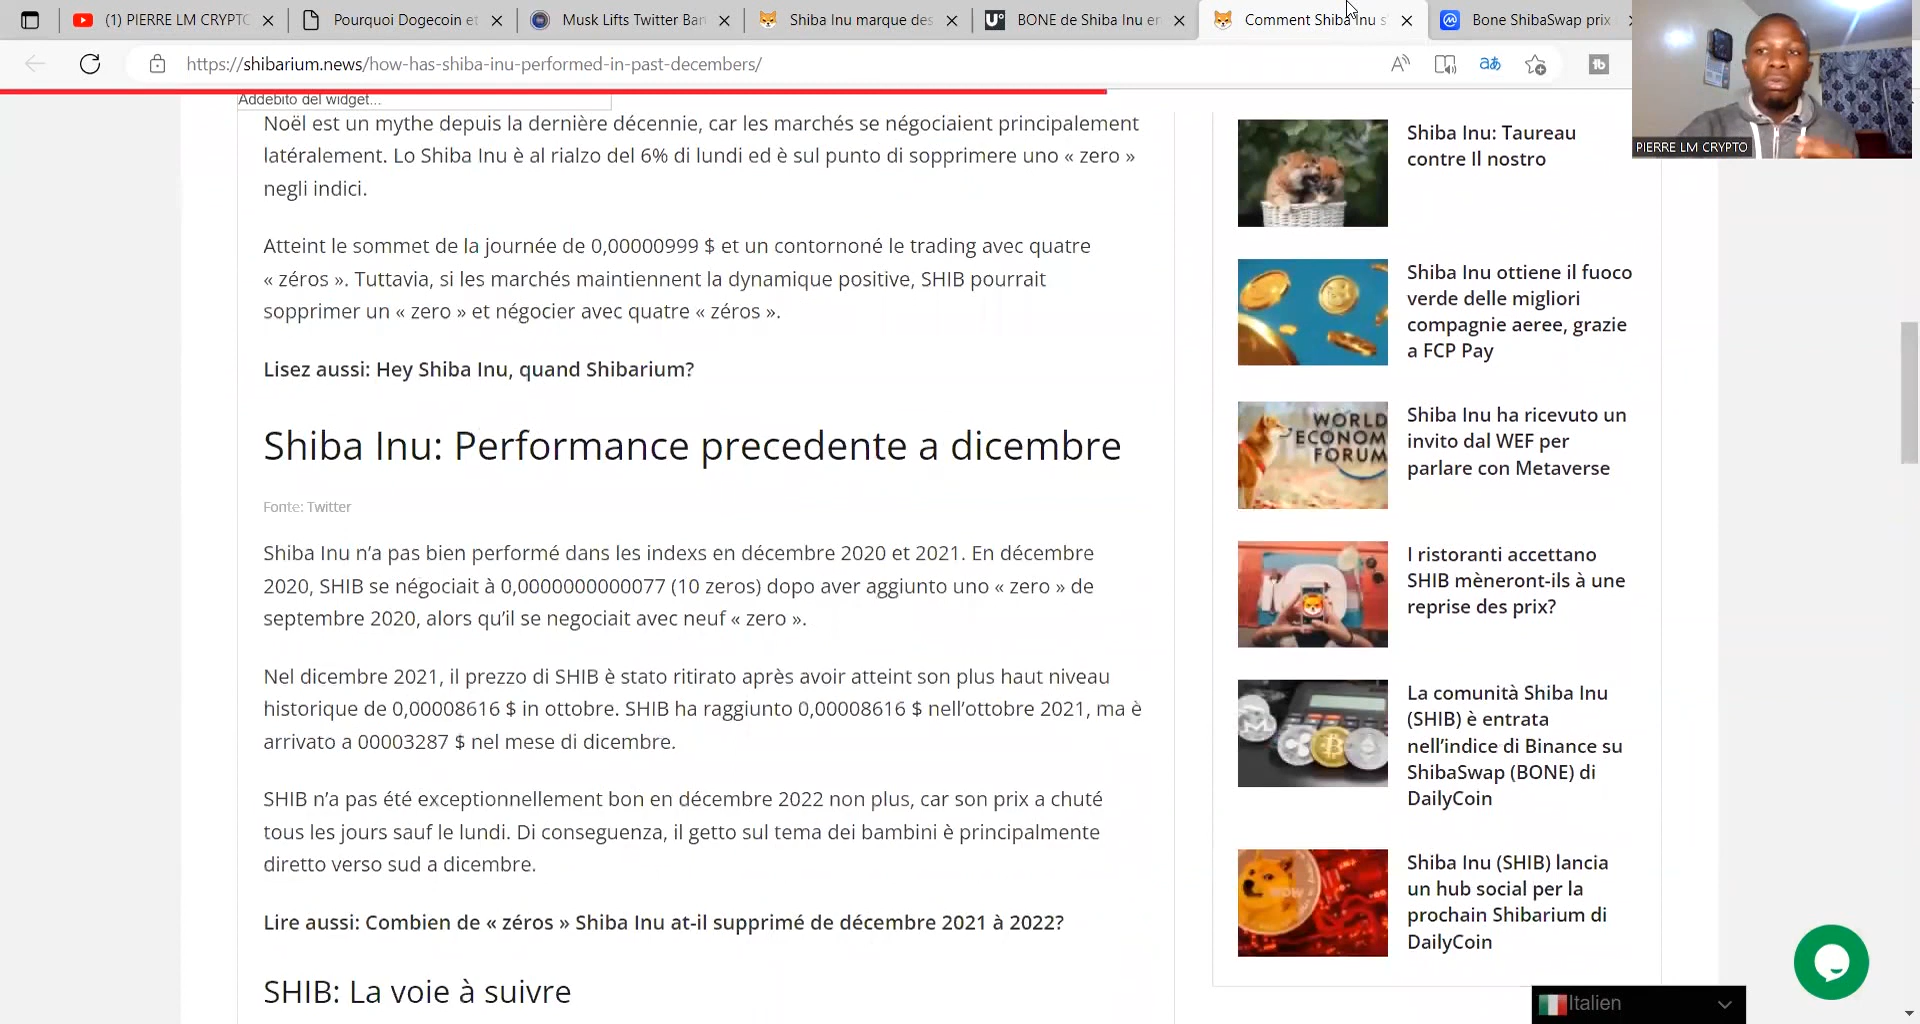 (1) PIERRE LM CRYPTO
Pourquoi Dogecoin et
Musk Lifts Twitter Ban
Shiba Inu marque des
BONE de Shiba Inu en
Comment Shiba Inu s
Bone ShibaSwap prix
https://shibarium.news/how-has-shiba-inu-performed-in-past-decembers/
PIERRE LM CRYPTO
Addebito del widget...
Noël est un mythe depuis la dernière décennie, car les marchés se négociaient principalement
latéralement. Lo Shiba Inu è al rialzo del 6% di lundi ed è sul punto di sopprimere uno « zero »
negli indici.
Atteint le sommet de la journée de 0,00000999 $ et un contornoné le trading avec quatre
« zéros ». Tuttavia, si les marchés maintiennent la dynamique positive, SHIB pourrait
sopprimer un « zero » et négocier avec quatre « zéros ».
Lisez aussi: Hey Shiba Inu, quand Shibarium?
Shiba Inu: Performance precedente a dicembre
Fonte: Twitter
Shiba Inu n'a pas bien performé dans les indexs en décembre 2020 et 2021. En décembre
2020, SHIB se négociait à 0,0000000000077 (10 zeros) dopo aver aggiunto uno « zero » de
septembre 2020, alors qu'il se negociait avec neuf « zero ».
Nel dicembre 2021, il prezzo di SHIB è stato ritirato après avoir atteint son plus haut niveau
historique de 0,00008616 $ in ottobre. SHIB ha raggiunto 0,00008616 $ nell'ottobre 2021, ma è
arrivato a 00003287 $ nel mese di dicembre.
SHIB n'a pas été exceptionnellement bon en décembre 2022 non plus, car son prix a chuté
tous les jours sauf le lundi. Di conseguenza, il getto sul tema dei bambini è principalmente
diretto verso sud a dicembre.
Lire aussi: Combien de « zéros » Shiba Inu at-il supprimé de décembre 2021 à 2022?
SHIB: La voie à suivre
Shiba Inu: Taureau
contre Il nostro
Shiba Inu ottiene il fuoco
verde delle migliori
compagnie aeree, grazie
a FCP Pay
WORLD
ECONOM
FORUM
Shiba Inu ha ricevuto un
invito dal WEF per
parlare con Metaverse
I ristoranti accettano
SHIB mèneront-ils à une
reprise des prix?
La comunità Shiba Inu
(SHIB) è entrata
nell'indice di Binance su
ShibaSwap (BONE) di
DailyCoin
Shiba Inu (SHIB) lancia
un hub social per la
prochain Shibarium di
DailyCoin
Italien